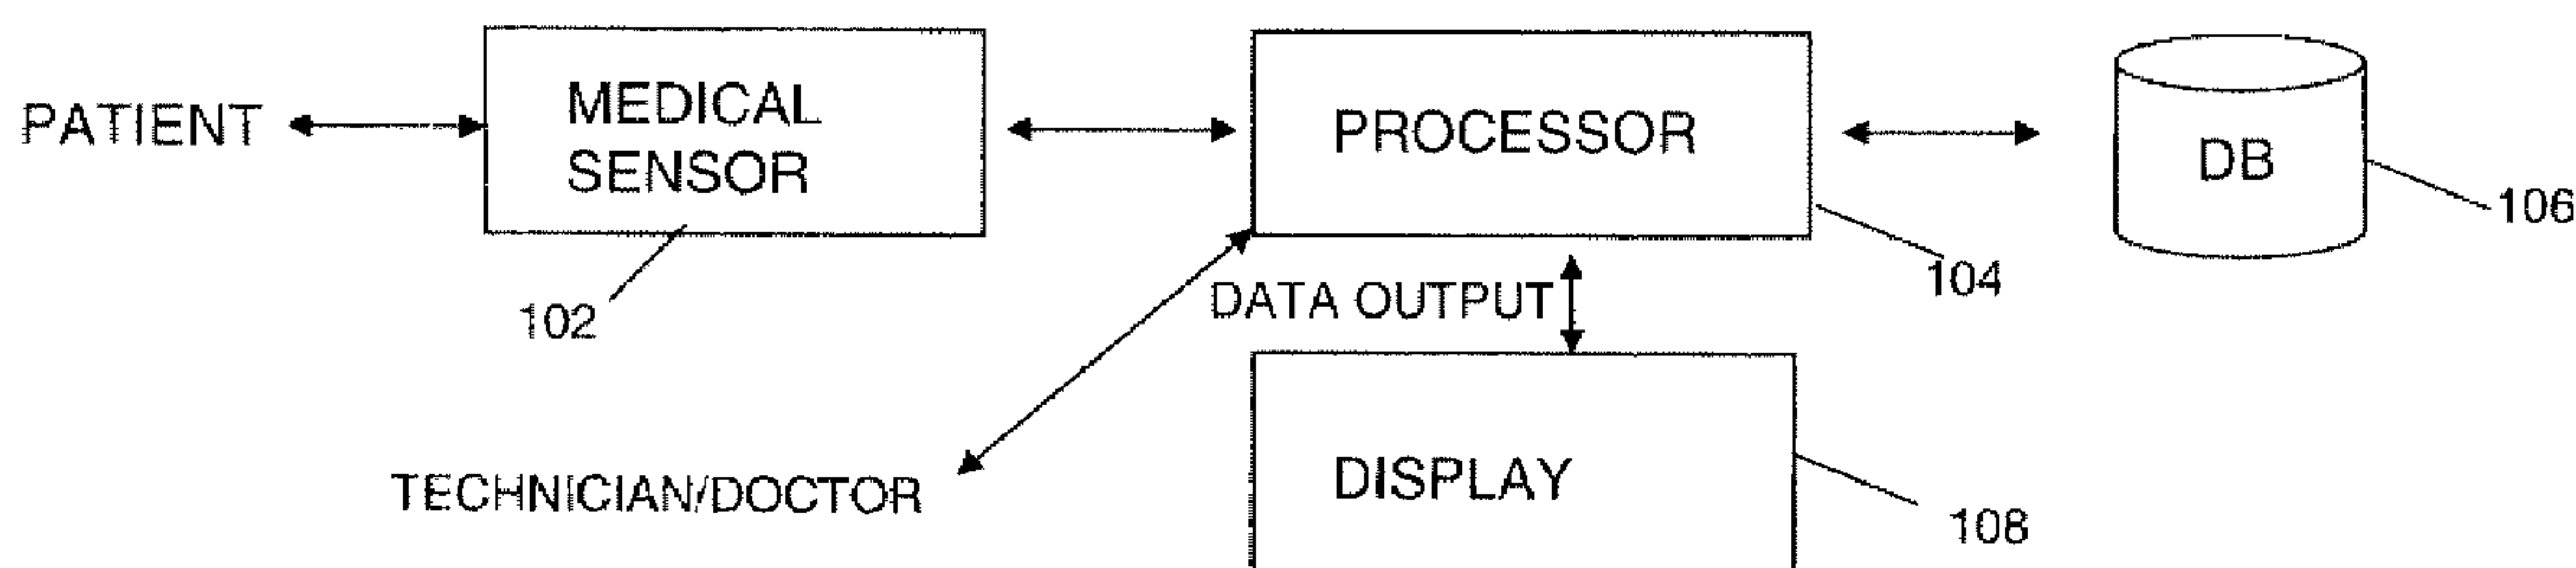 PATIENT
MEDICAL
SENSOR
102
PROCESSOR
104
DB
106
DATA OUTPUT
TECHNICIAN/DOCTOR
DISPLAY
108